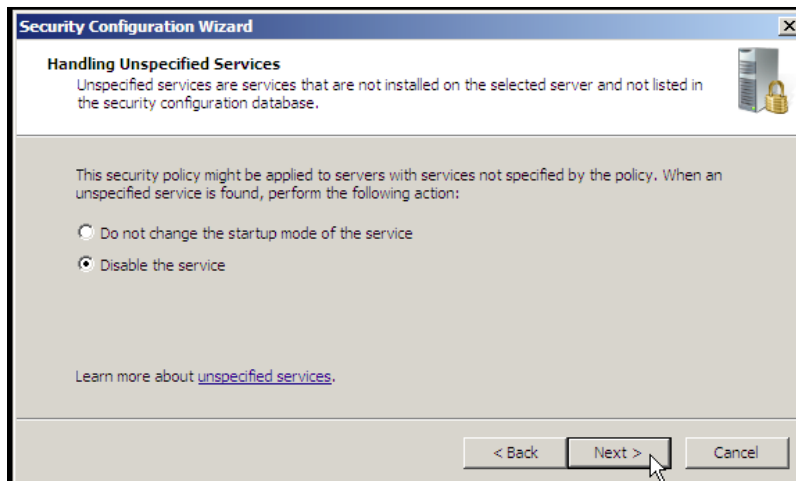 Security Configuration Wizard
Handling Unspecified Services
Unspecified services are services that are not installed on the selected server and not listed in
the security configuration database.
This security policy might be applied to servers with services not specified by the policy. When an
unspecified service is found, perform the following action:
Do not change the startup mode of the service
Disable the service
Learn more about unspecified services.
< Back Next > Cancel